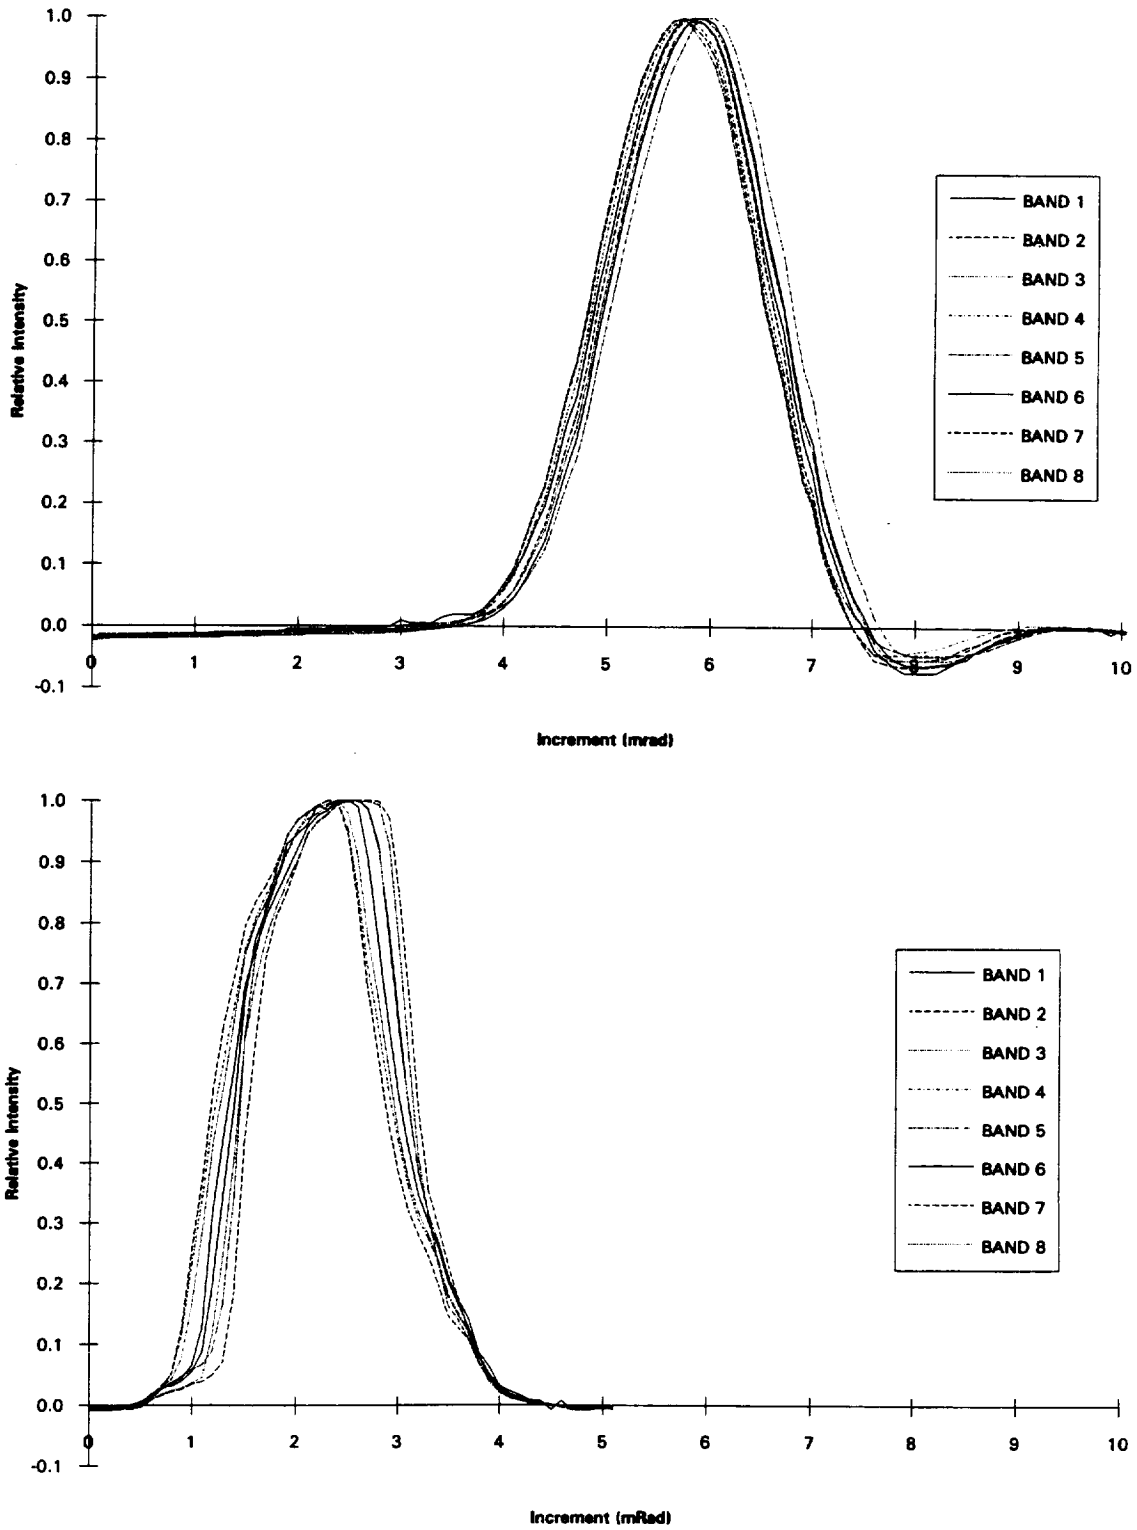 1.0
0.9
0.8
0.7
0.6
0.5
0.4
0.3
0.2
0.1
0.0
-0.1
Relative Intensity
0 1 2 3 4 5 6 7 8 9 10
Increment (mrad)
BAND 1
BAND 2
BAND 3
BAND 4
BAND 5
BAND 6
BAND 7
BAND 8
1.0
0.9
0.8
0.7
0.6
0.5
0.4
0.3
0.2
0.1
0.0
-0.1
Relative Intensity
0 1 2 3 4 5 6 7 8 9 10
Increment (mRad)
BAND 1
BAND 2
BAND 3
BAND 4
BAND 5
BAND 6
BAND 7
BAND 8